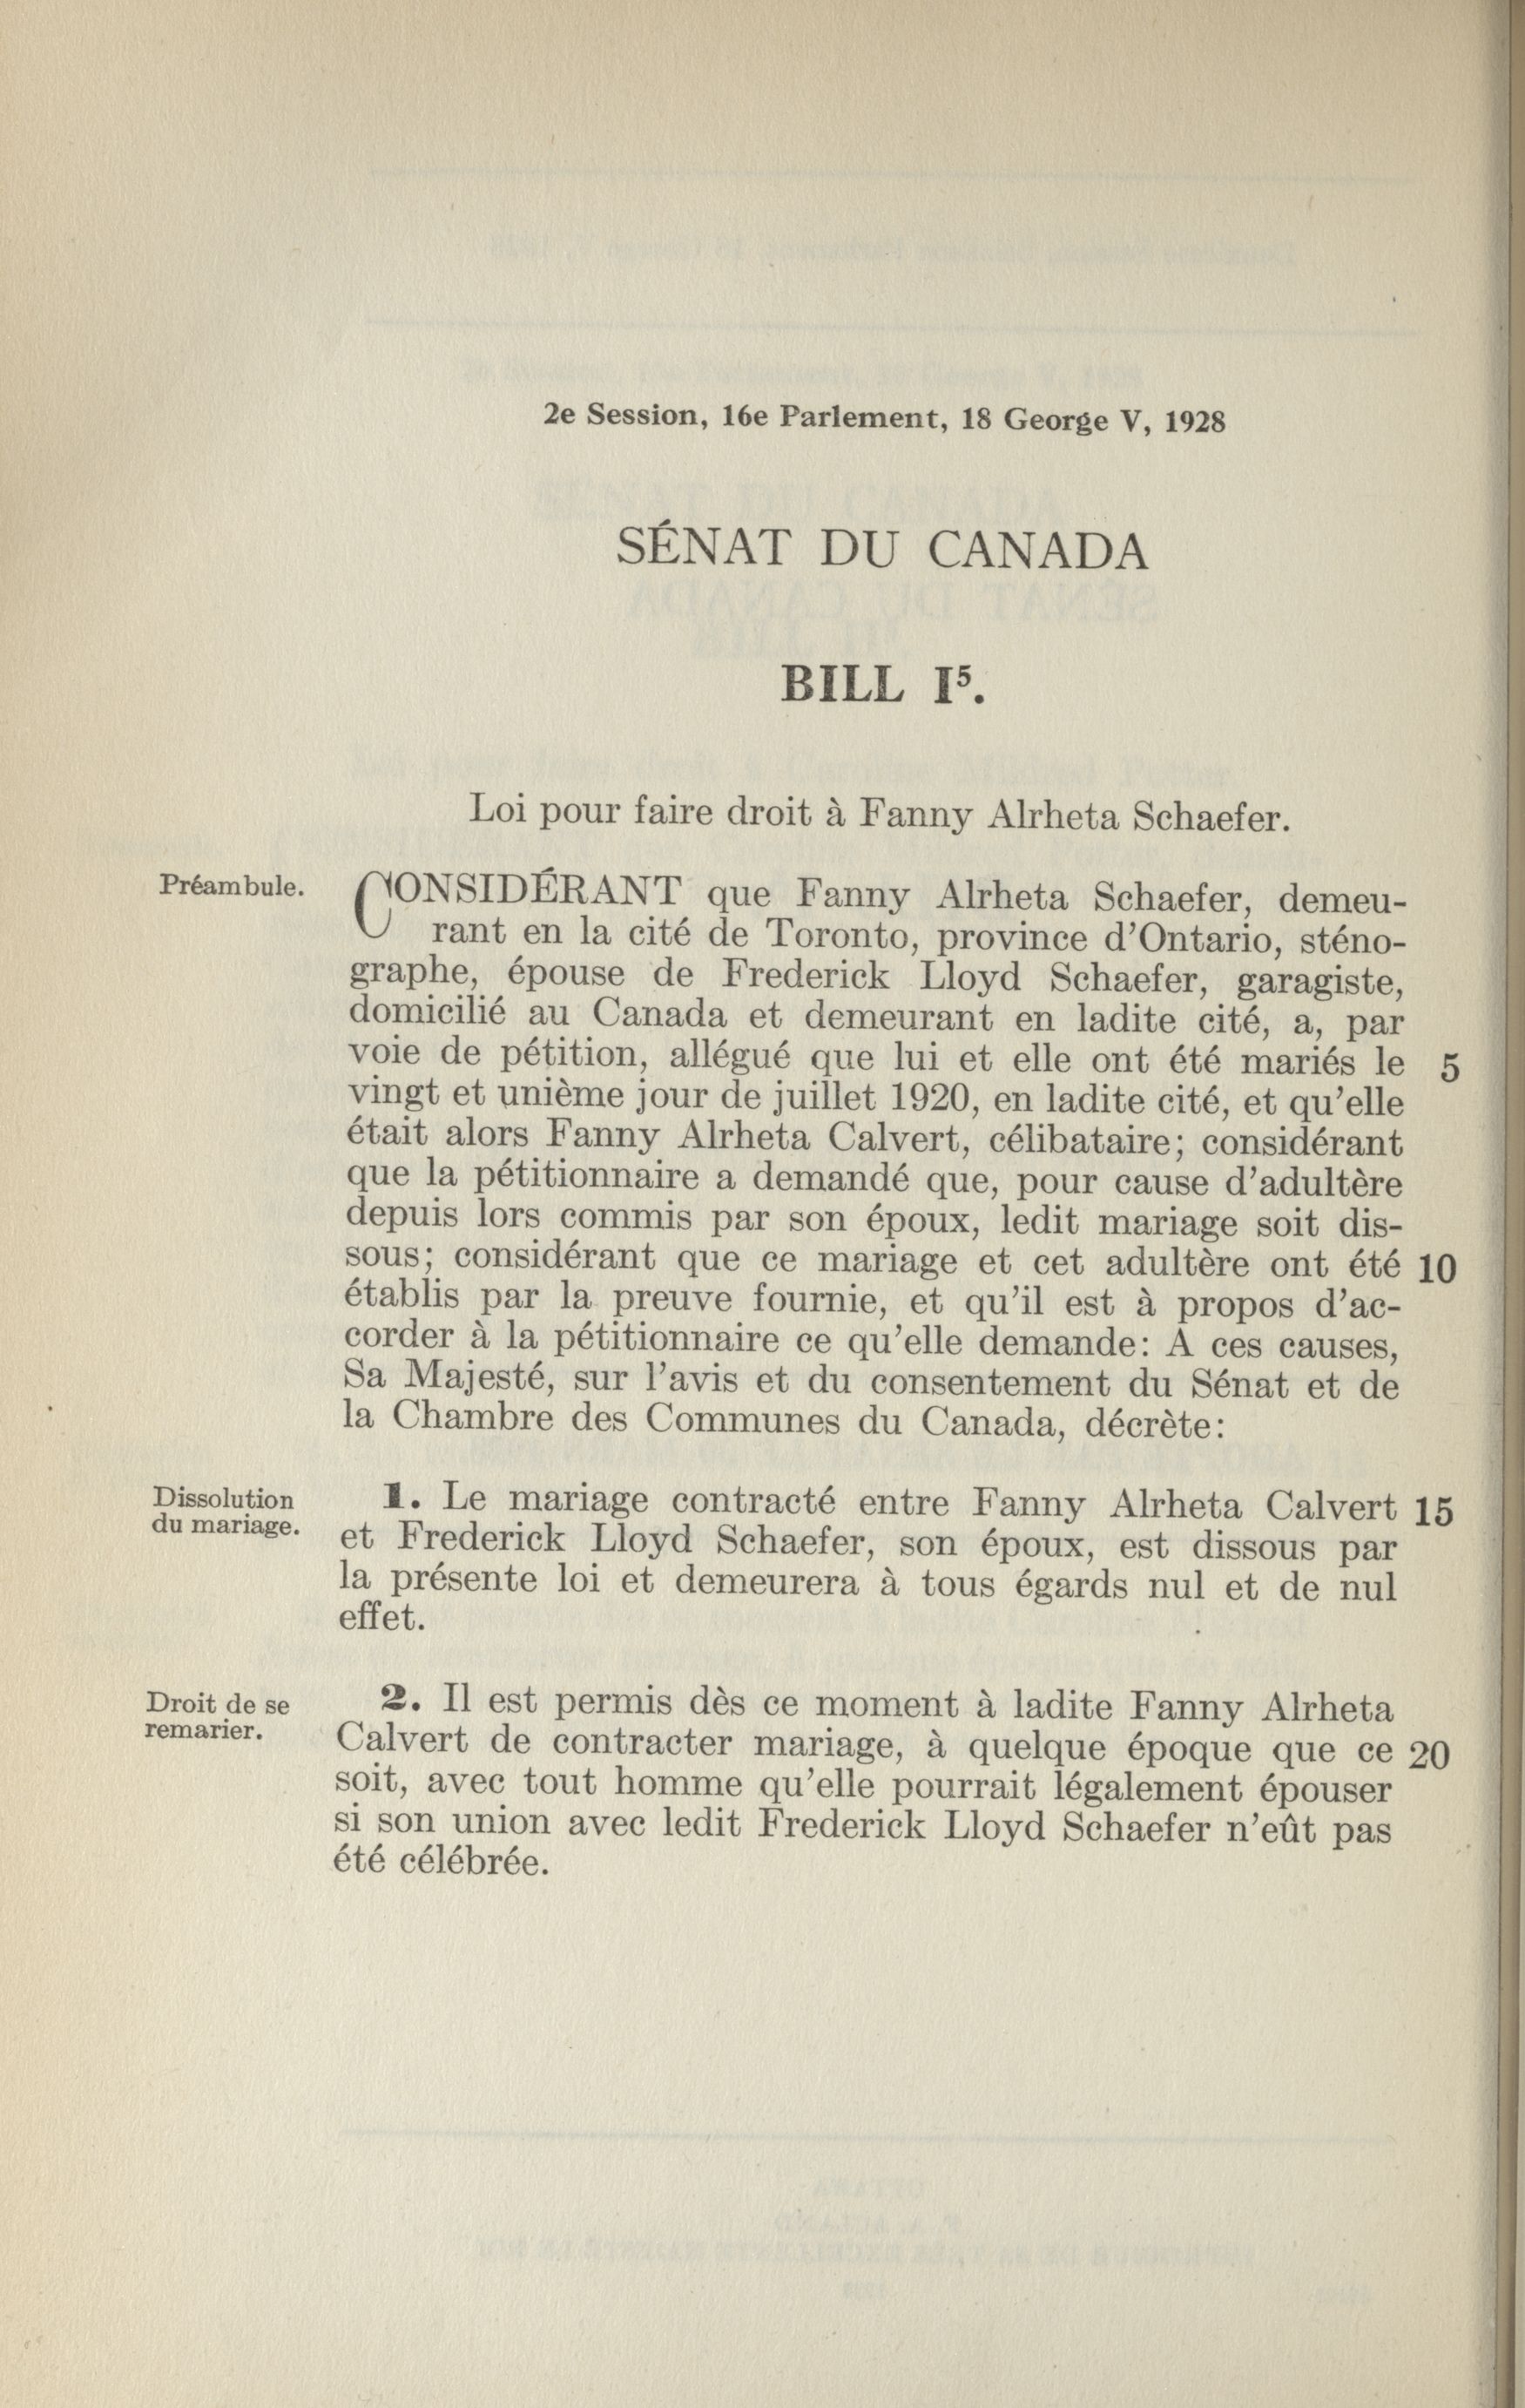 2e Session, 16e Parlement, 18 George V, 1928
SÉNAT DU CANADA
BILL I⁵.
Loi pour faire droit à Fanny Alrheta Schaefer.
Préambule.
CONSIDÉRANT que Fanny Alrheta Schaefer, demeu-
rant en la cité de Toronto, province d'Ontario, sténo-
graphe, épouse de Frederick Lloyd Schaefer, garagiste,
domicilié au Canada et demeurant en ladite cité, a, par
voie de pétition, allégué que lui et elle ont été mariés le 5
vingt et unième jour de juillet 1920, en ladite cité, et qu'elle
était alors Fanny Alrheta Calvert, célibataire; considérant
que la pétitionnaire a demandé que, pour cause d'adultère
depuis lors commis par son époux, ledit mariage soit dis-
sous; considérant que ce mariage et cet adultère ont été 10
établis par la preuve fournie, et qu'il est à propos d'ac-
corder à la pétitionnaire ce qu'elle demande: A ces causes,
Sa Majesté, sur l'avis et du consentement du Sénat et de
la Chambre des Communes du Canada, décrète:
Dissolution
du mariage.
1. Le mariage contracté entre Fanny Alrheta Calvert 15
et Frederick Lloyd Schaefer, son époux, est dissous par
la présente loi et demeurera à tous égards nul et de nul
effet.
Droit de se
remarier.
2. Il est permis dès ce moment à ladite Fanny Alrheta
Calvert de contracter mariage, à quelque époque que ce 20
soit, avec tout homme qu'elle pourrait légalement épouser
si son union avec ledit Frederick Lloyd Schaefer n'eût pas
été célébrée.